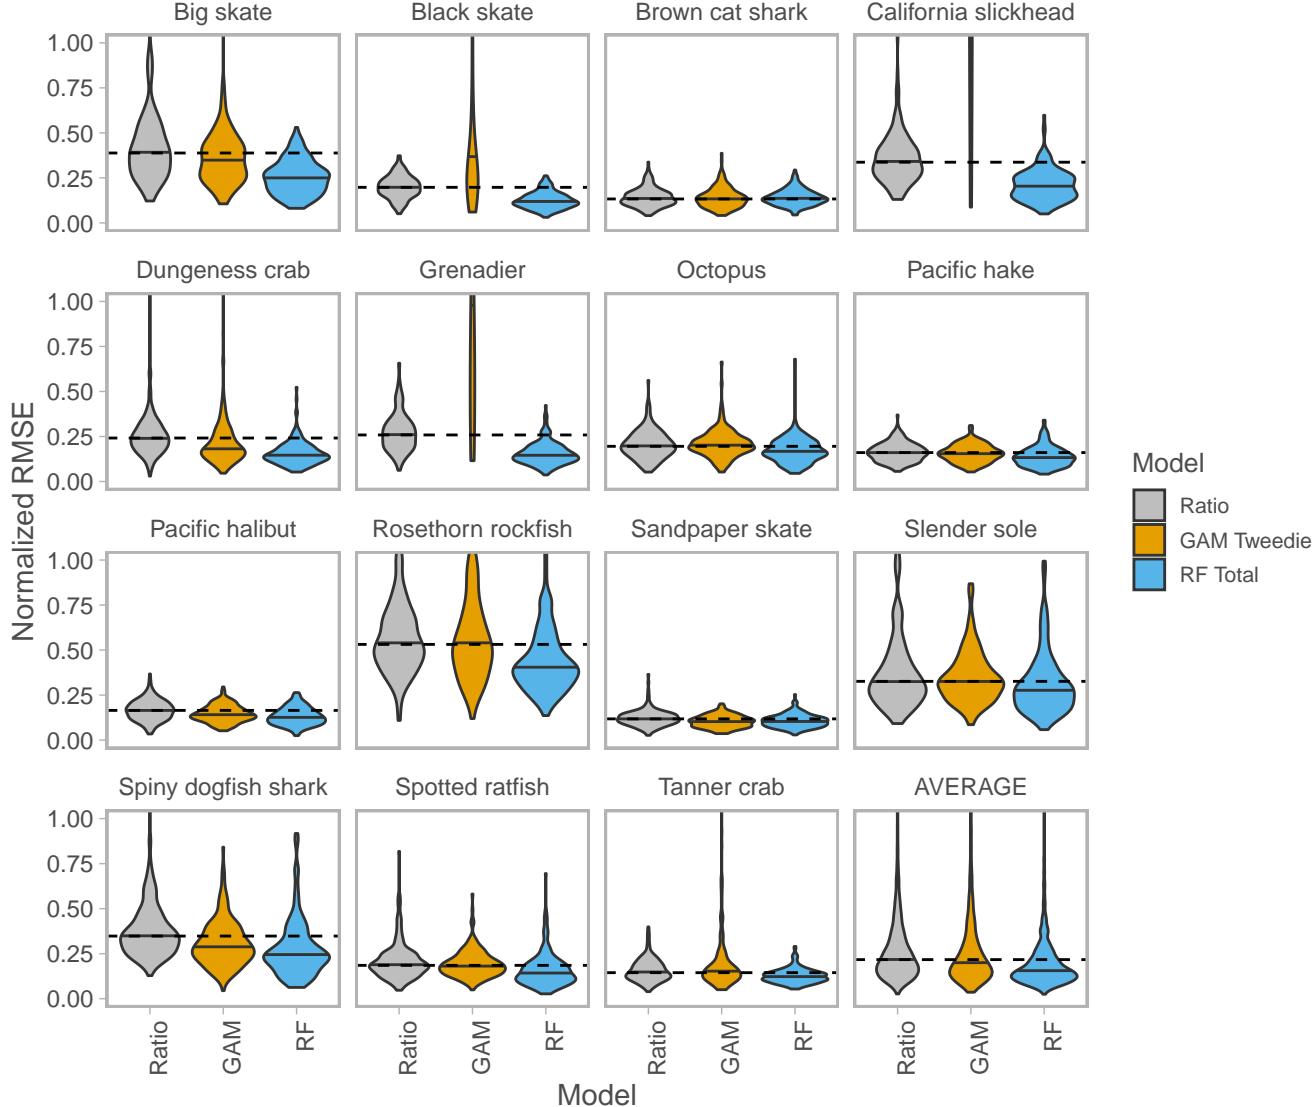 Big skate
Black skate
Brown cat shark
California slickhead
1.00
0.75
0.50
0.25
0.00
Dungeness crab
Grenadier
Octopus
Pacific hake
1.00
0.75
0.50
0.25
0.00
Pacific halibut
Rosethorn rockfish
Sandpaper skate
Slender sole
1.00
0.75
0.50
0.25
0.00
Spiny dogfish shark
Spotted ratfish
Tanner crab
AVERAGE
1.00
0.75
0.50
0.25
0.00
Ratio
GAM
RF
Ratio
GAM
RF
Ratio
GAM
RF
Ratio
GAM
RF
Model
Normalized RMSE
Model
Ratio
GAM Tweedie
RF Total